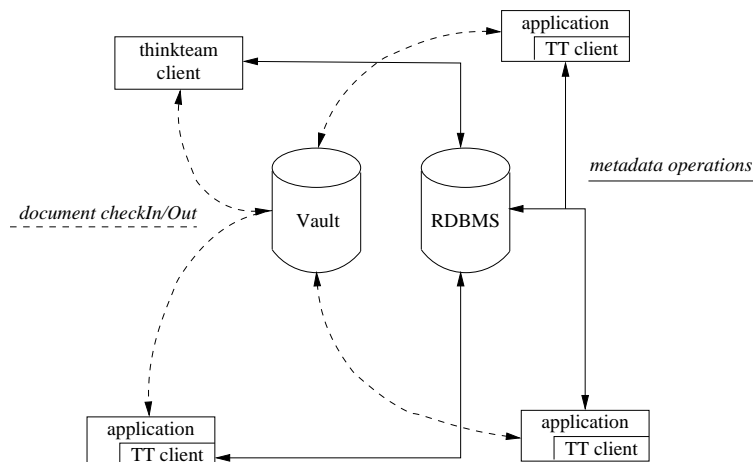 application
TT client
thinkteam
client
metadata operations
document checkIn/Out
Vault
RDBMS
application
TT client
application
TT client